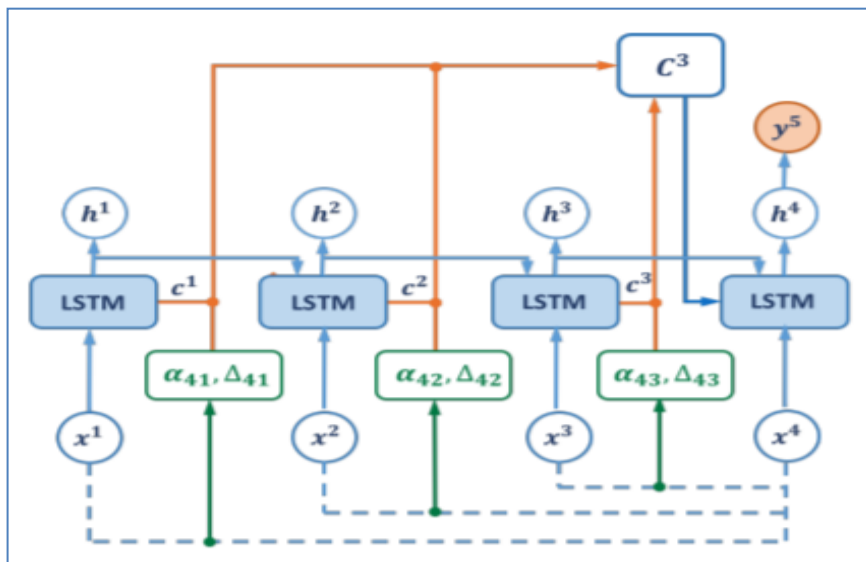 C³
y⁵
h¹ h² h³ h⁴
LSTM c¹ LSTM c² LSTM c³ LSTM
α₄₁, Δ₄₁ α₄₂, Δ₄₂ α₄₃, Δ₄₃
x¹ x² x³ x⁴